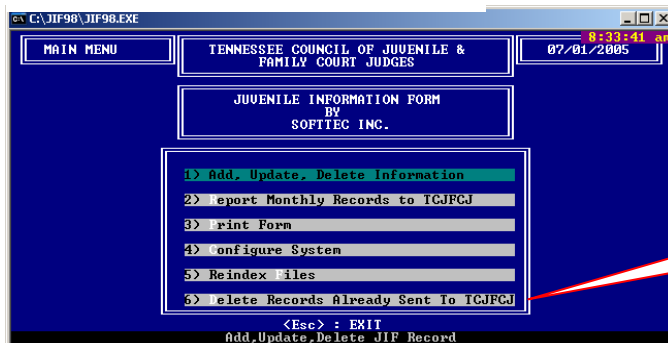 C:\JIF98\JIF98.EXE
8:33:41 am
MAIN MENU
TENNESSEE COUNCIL OF JUVENILE &
FAMILY COURT JUDGES
07/01/2005
JUVENILE INFORMATION FORM
BY
SOFTTEC INC.
1) Add, Update, Delete Information
2) Report Monthly Records to TCJFCJ
3) Print Form
4) Configure System
5) Reindex Files
6) Delete Records Already Sent To TCJFCJ
<Esc> : EXIT
Add,Update,Delete JIF Record